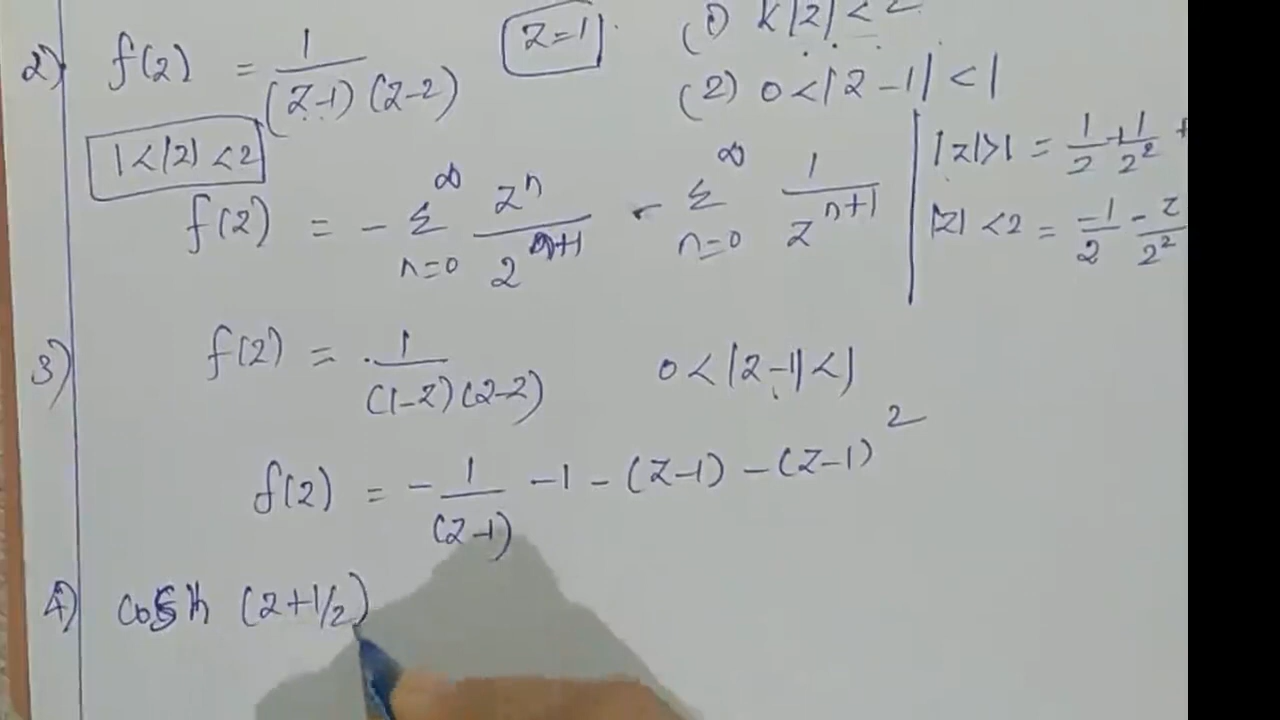 2) f(z) = 1/((z-1)(z-2)) z=1 (1) 1<|z|<2
(2) 0<|z-1|<1
1<|z|<2
f(z) = - Σ_{n=0}^{∞} z^n/2^{n+1} - Σ_{n=0}^{∞} 1/z^{n+1}
|z|>1 = 1/z + 1/z^2 +
|z|<2 = -1/2 - z/2^2
3) f(z) = 1/((1-z)(z-2)) 0<|z-1|<1
f(z) = - 1/(z-1) -1 -(z-1) -(z-1)^2
4) cosh (z+1/z)